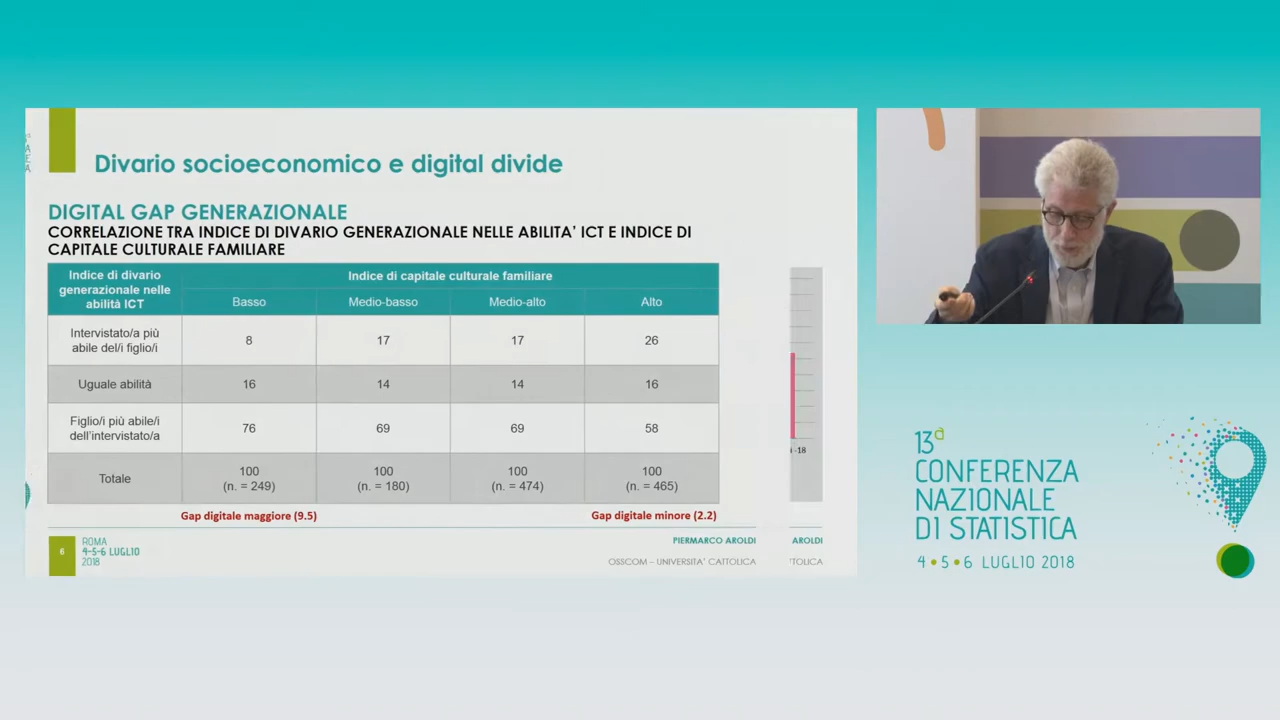 Divario socioeconomico e digital divide
DIGITAL GAP GENERAZIONALE
CORRELAZIONE TRA INDICE DI DIVARIO GENERAZIONALE NELLE ABILITA' ICT E INDICE DI
CAPITALE CULTURALE FAMILIARE
Indice di divario
generazionale nelle
abilità ICT
Indice di capitale culturale familiare
Basso
Medio-basso
Medio-alto
Alto
Intervistato/a più
abile del/i figlio/i
8
17
17
26
Uguale abilità
16
14
14
16
Figlio/i più abile/i
dell'intervistato/a
76
69
69
58
Totale
100
(n. = 249)
100
(n. = 180)
100
(n. = 474)
100
(n. = 465)
Gap digitale maggiore (9.5)
Gap digitale minore (2.2)
6
ROMA
4-5-6 LUGLIO
2018
PIERMARCO AROLDI
OSSCOM – UNIVERSITA' CATTOLICA
-18
AROLDI
TOLICA
13ª
CONFERENZA
NAZIONALE
DI STATISTICA
4 • 5 • 6 LUGLIO 2018